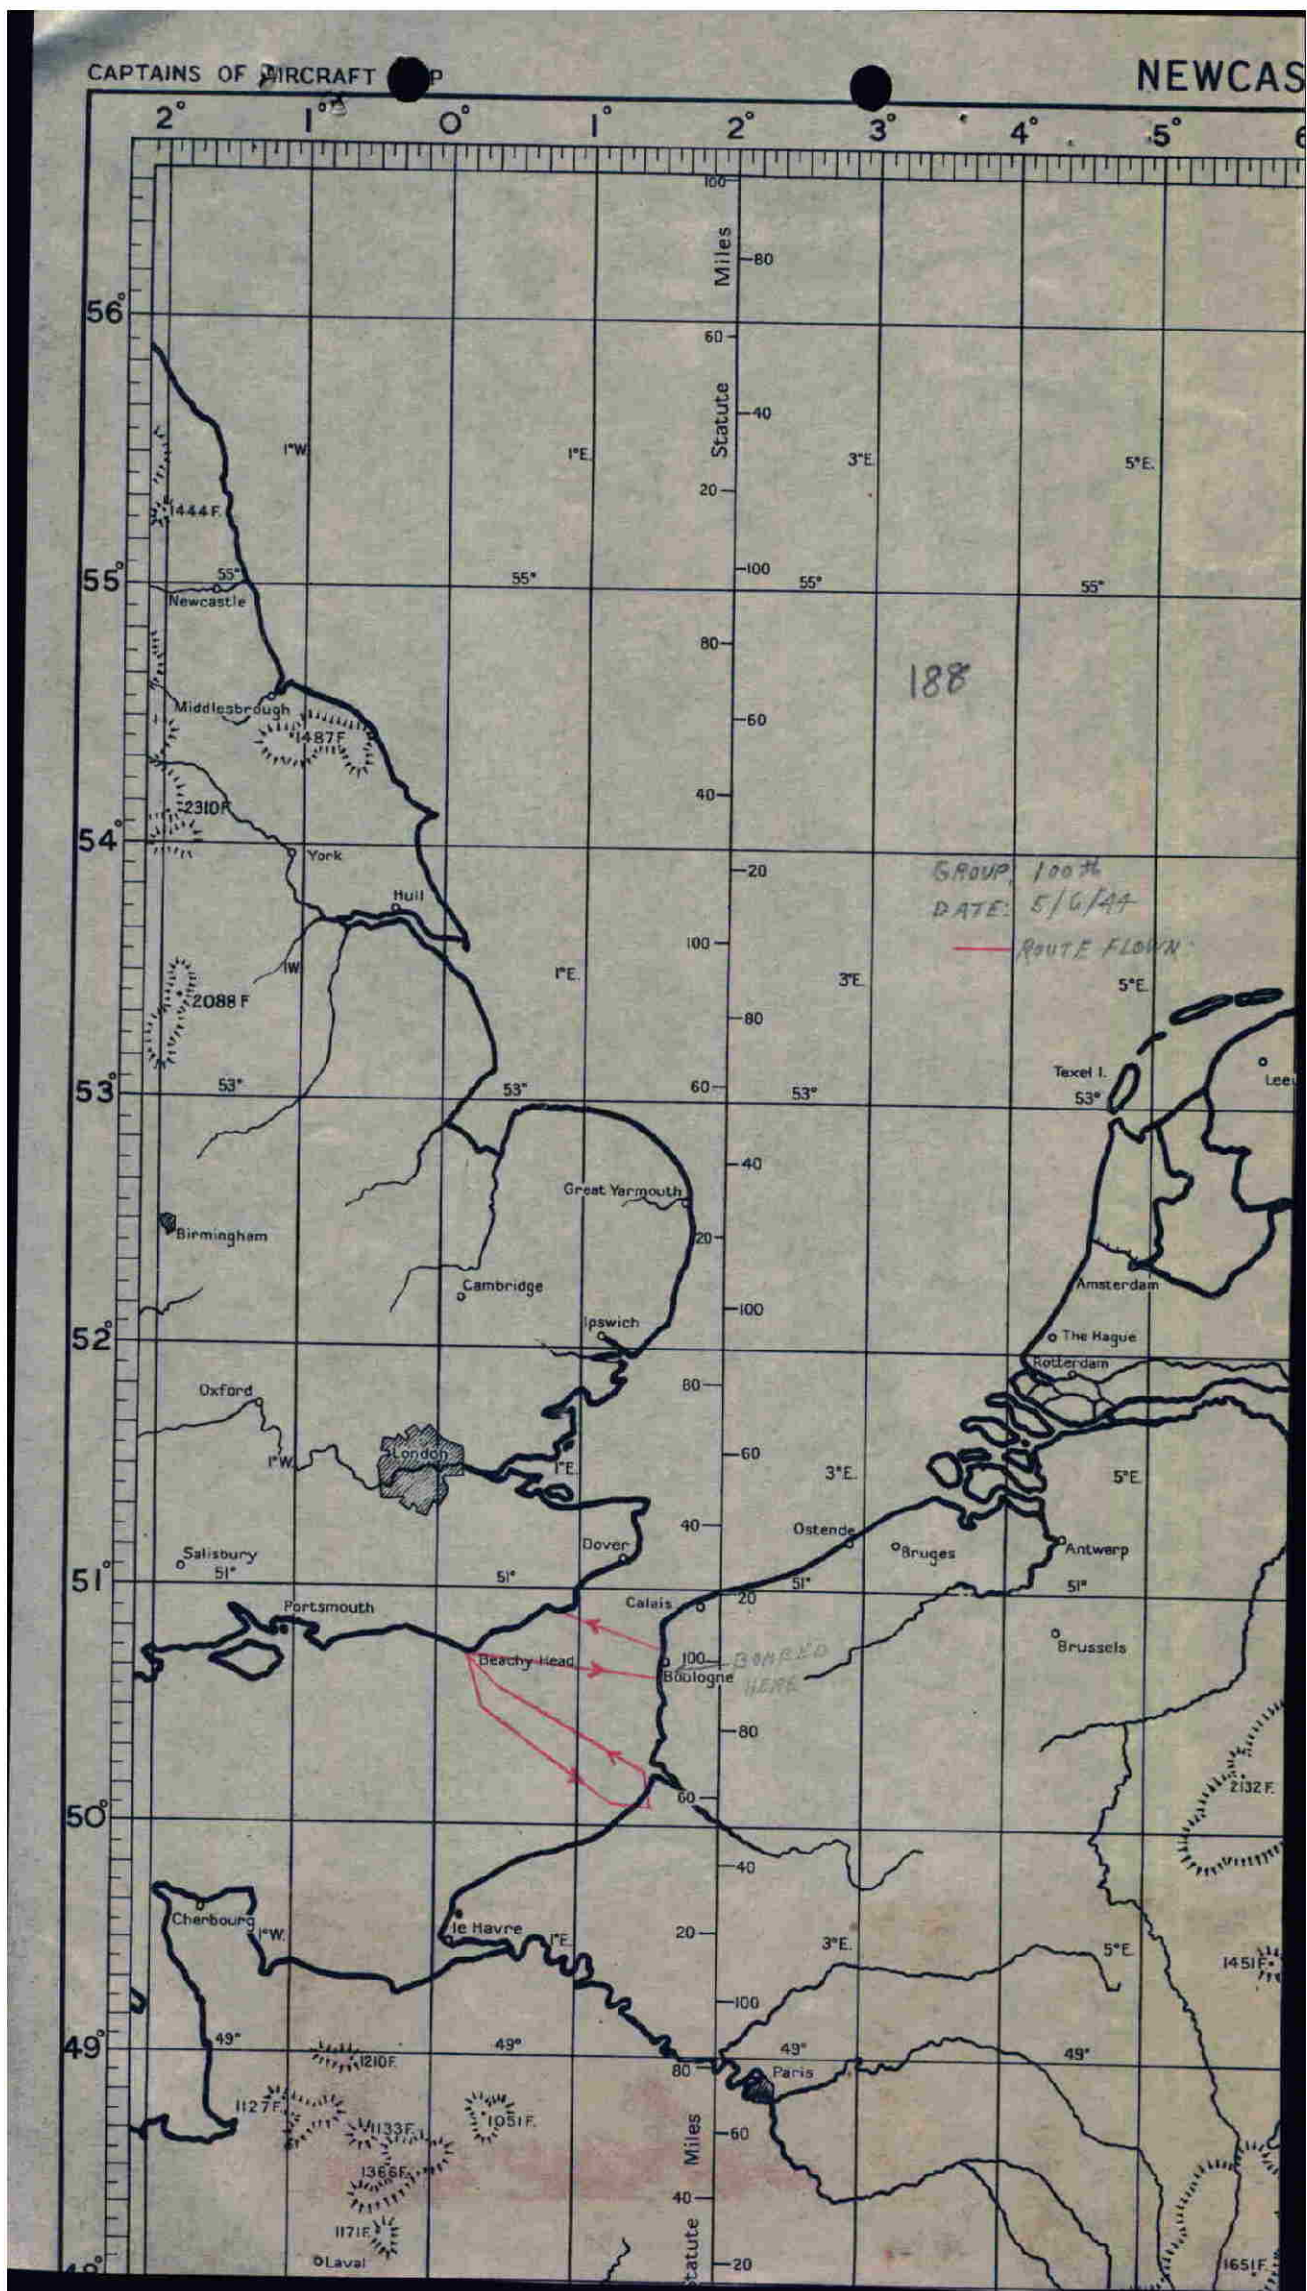 CAPTAINS OF AIRCRAFT P
NEWCAS
2° 1° 0° 1° 2° 3° 4° 5° 6
100
Miles
80
56°
60
Statute
40
1°W.
1°E.
3°E.
5°E.
20
1444 F.
100
55°
55°
55°
55°
55°
Newcastle
80
188
Middlesbrough
60
1487 F
40
2310 F
54°
York
20
GROUP, 100th
DATE: 5/6/44
ROUTE FLOWN
Hull
100
1W.
1°E.
3°E.
5°E.
2088 F
80
Texel I.
60
Lee
53°
53°
53°
53°
53°
40
Great Yarmouth
20
Birmingham
Cambridge
Amsterdam
100
Ipswich
52°
The Hague
Rotterdam
80
Oxford
London
60
1°W.
1°E.
3°E.
5°E.
40
Ostende
Dover
Bruges
Antwerp
Salisbury
51°
51°
51°
51°
51°
20
Calais
Portsmouth
Brussels
Beachy Head
100
BOMBED
HERE
Boulogne
80
2132 F.
60
50°
40
Cherbourg
le Havre
1°W.
1°E.
20
3°E.
5°E.
1451 F.
100
49°
49°
49°
49°
49°
1210F.
80
Paris
1127F.
1133F.
1051F.
Miles
60
1366F.
40
1171F.
Statute
Laval
20
1651F.